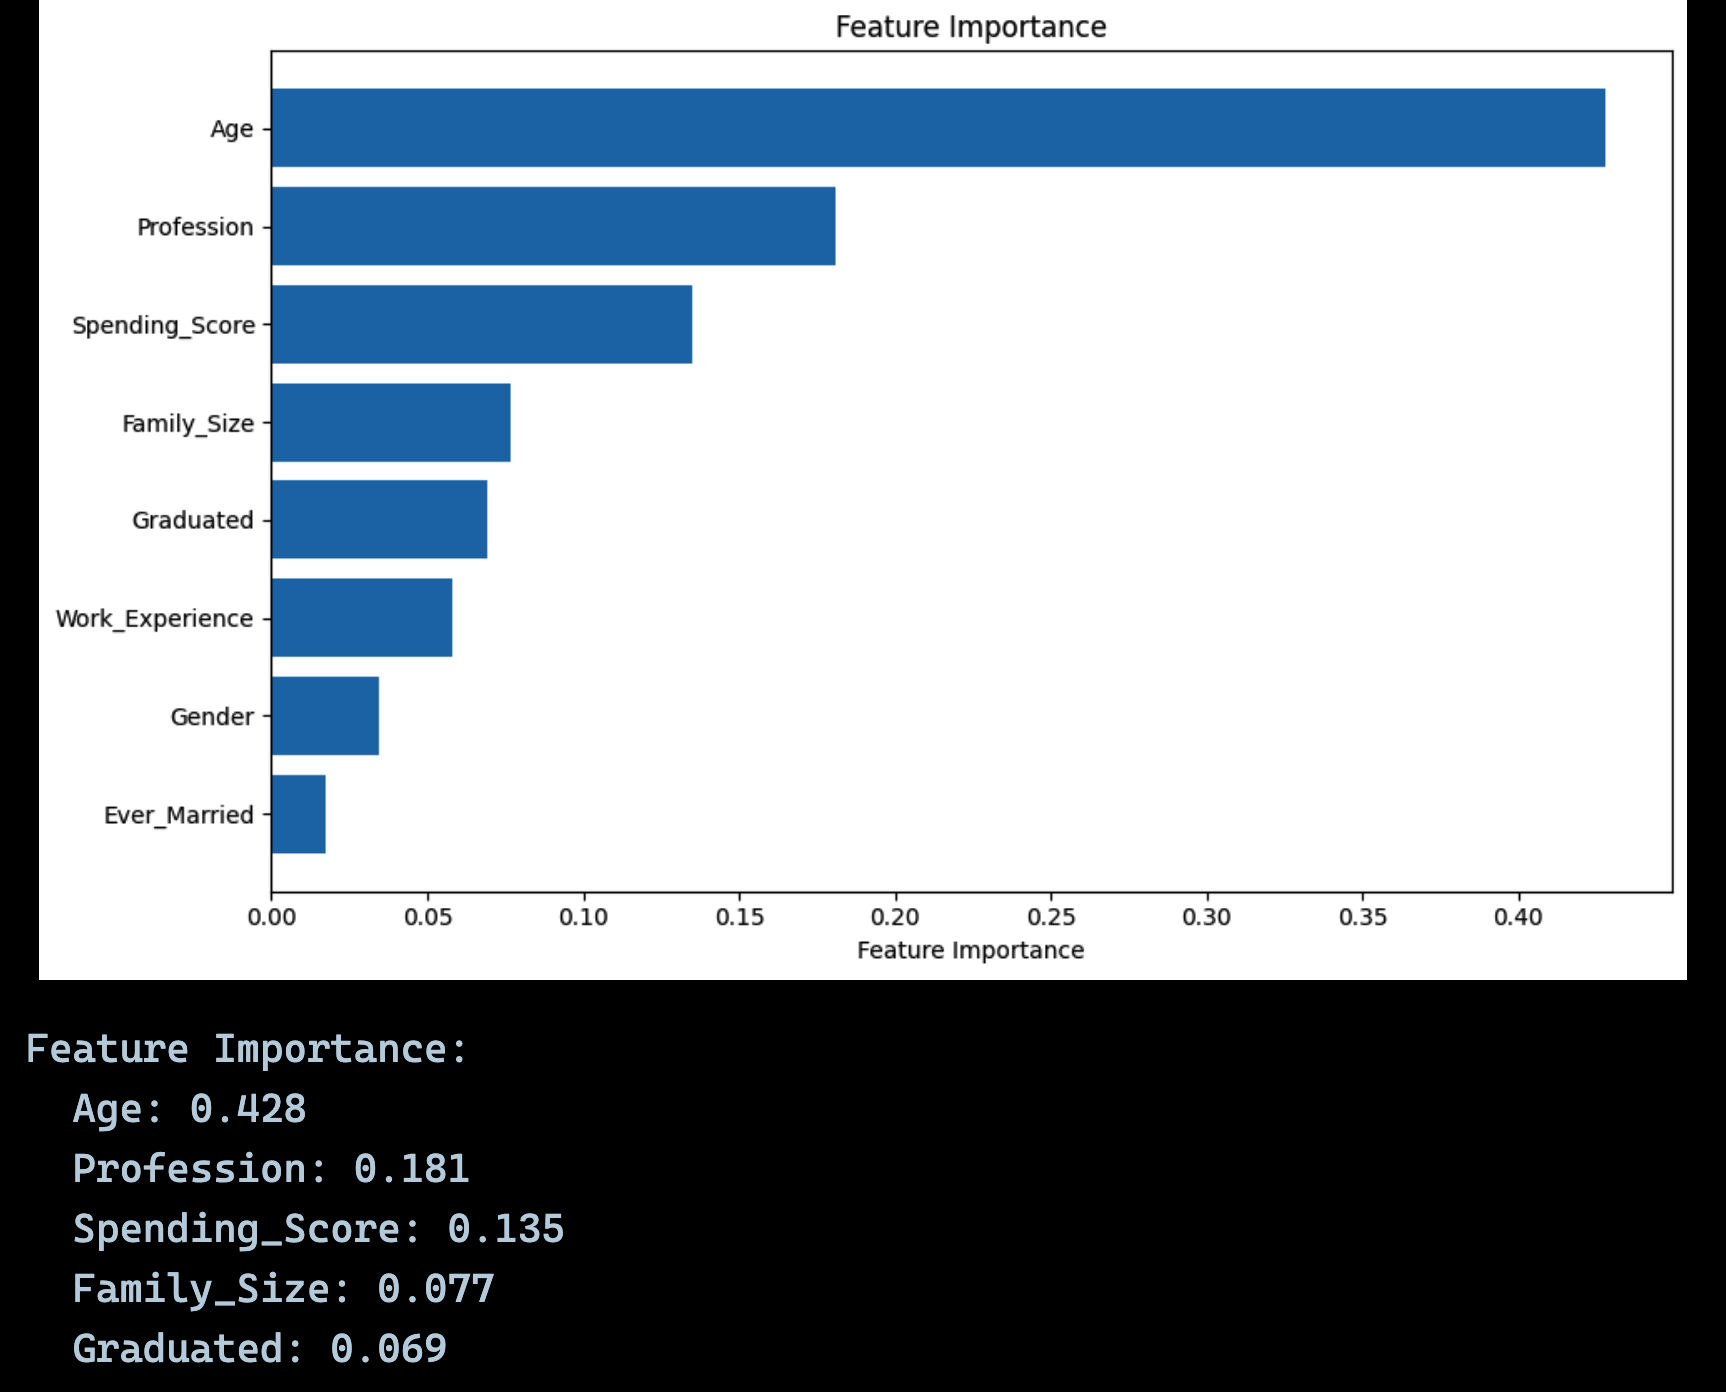 Feature Importance
Age
Profession
Spending_Score
Family_Size
Graduated
Work_Experience
Gender
Ever_Married
0.00 0.05 0.10 0.15 0.20 0.25 0.30 0.35 0.40
Feature Importance
Feature Importance:
Age: 0.428
Profession: 0.181
Spending_Score: 0.135
Family_Size: 0.077
Graduated: 0.069